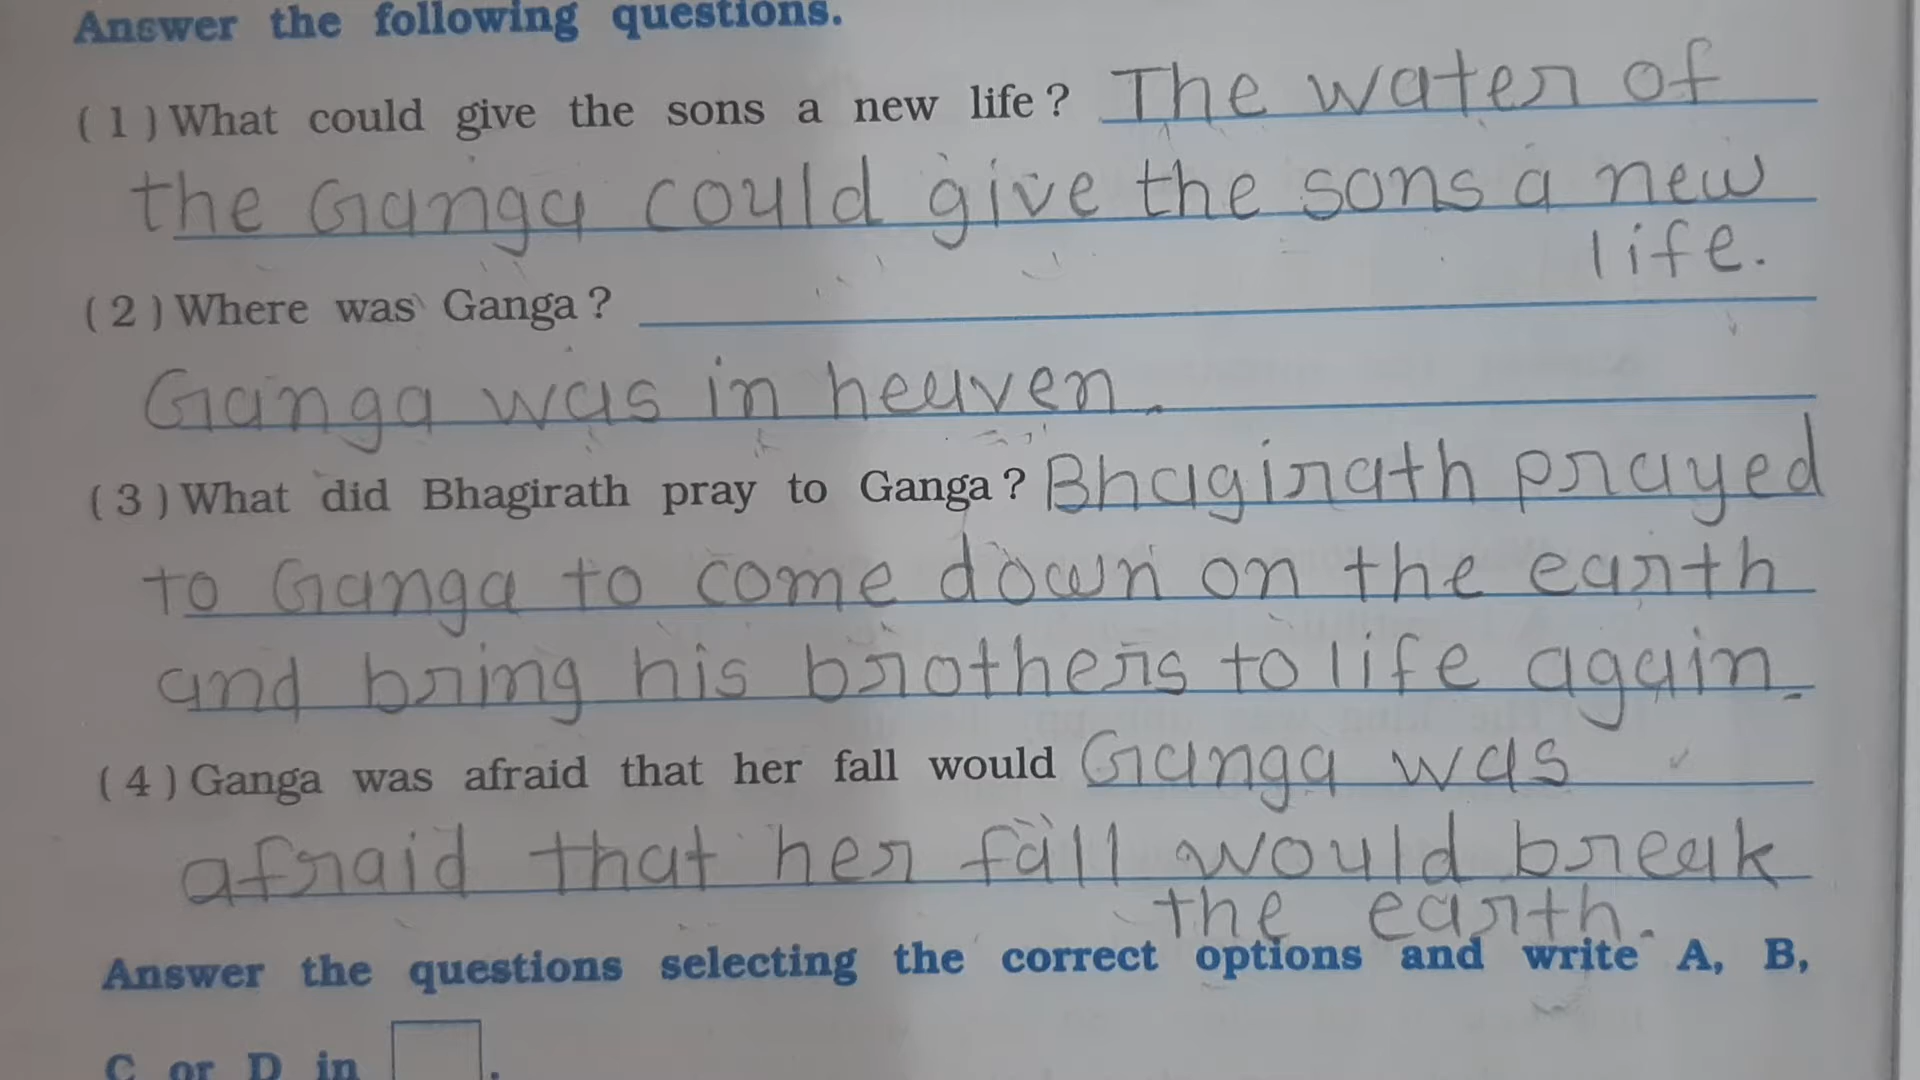 Answer the following questions.
(1) What could give the sons a new life? The water of
the Ganga could give the sons a new
life.
(2) Where was Ganga?
Ganga was in heaven.
(3) What did Bhagirath pray to Ganga? Bhagirath prayed
to Ganga to come down on the earth
and bring his brothers to life again.
(4) Ganga was afraid that her fall would Ganga was
afraid that her fall would break
the earth.
Answer the questions selecting the correct options and write A, B,
C or D in .